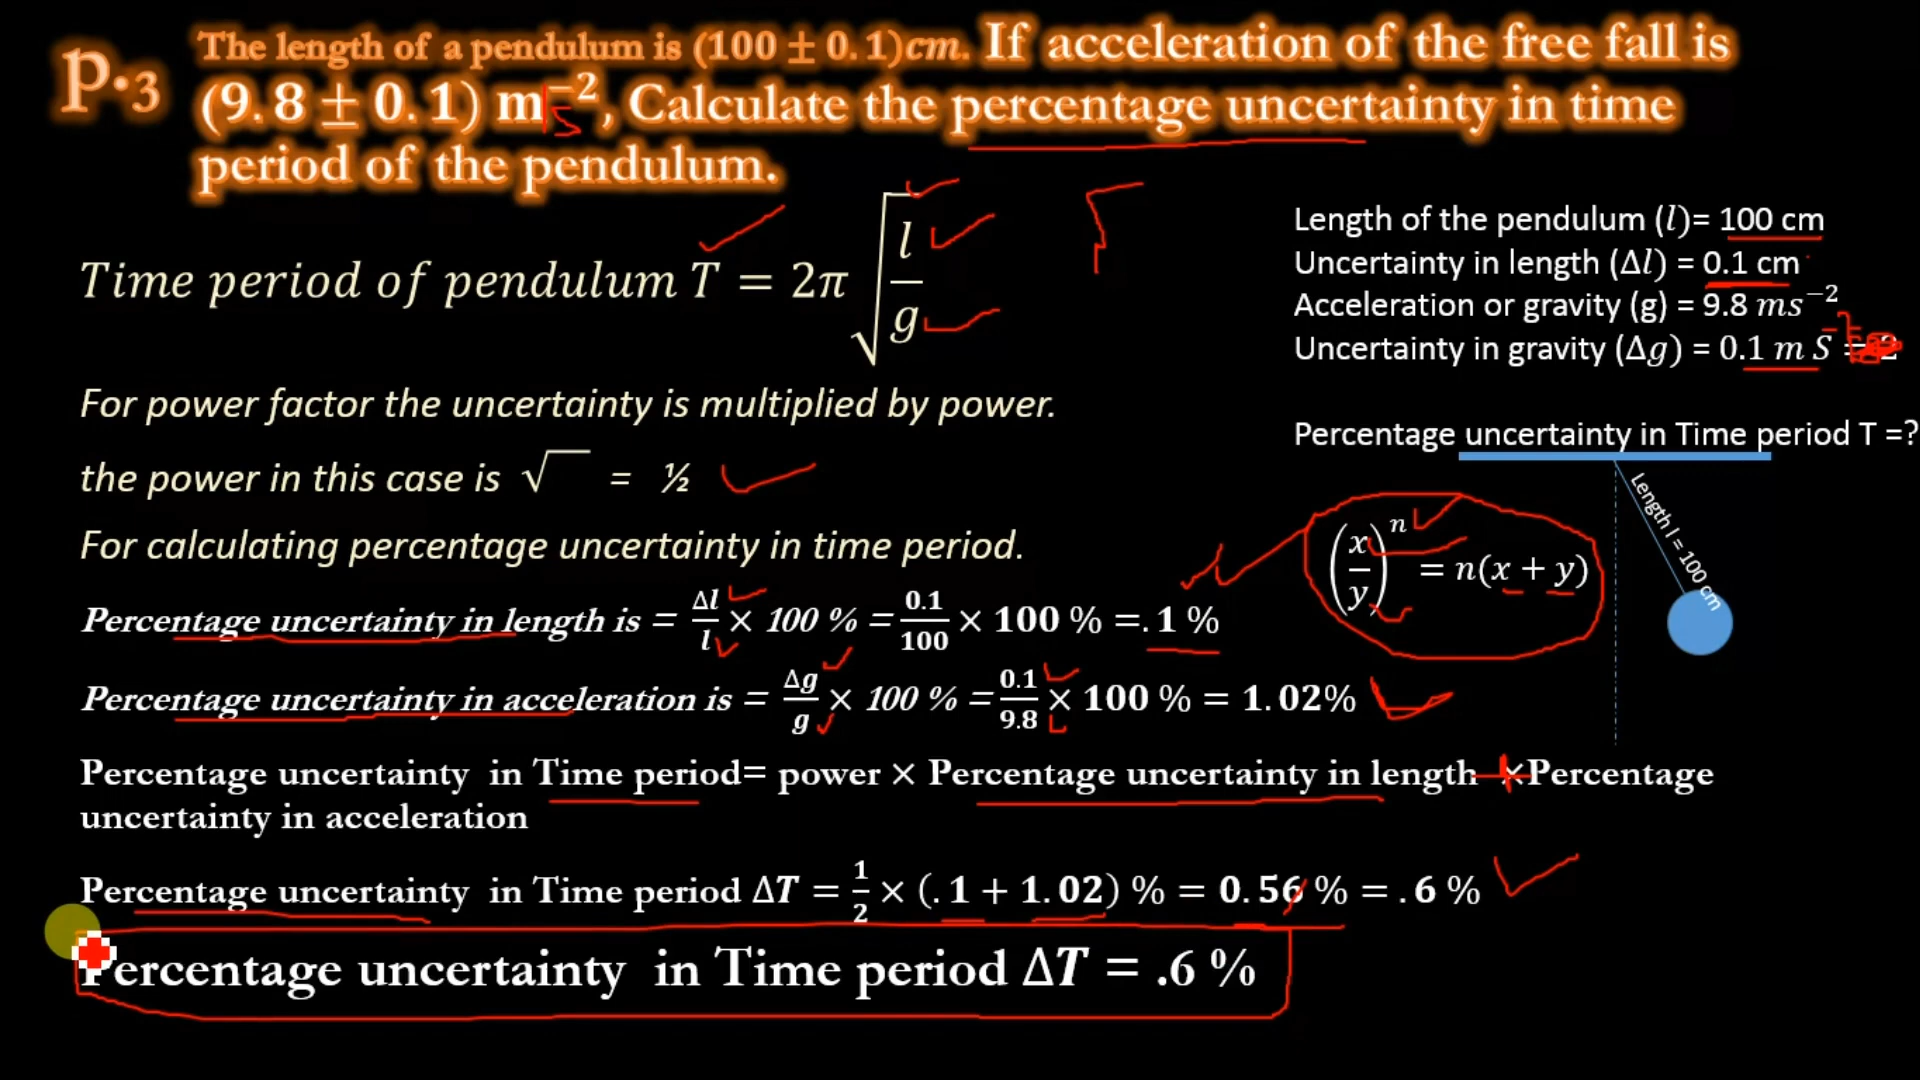 p.3
The length of a pendulum is (100 ± 0.1)cm. If acceleration of the free fall is
(9.8 ± 0.1) ms⁻², Calculate the percentage uncertainty in time
period of the pendulum.
Time period of pendulum T = 2π √(l/g)
For power factor the uncertainty is multiplied by power.
the power in this case is √ = ½
For calculating percentage uncertainty in time period.
Percentage uncertainty in length is = Δl/l × 100 % = 0.1/100 × 100 % =.1 %
Percentage uncertainty in acceleration is = Δg/g × 100 % = 0.1/9.8 × 100 % = 1.02%
Percentage uncertainty in Time period= power × Percentage uncertainty in length ×Percentage
uncertainty in acceleration
Percentage uncertainty in Time period ΔT = 1/2 × (.1 + 1.02) % = 0.56 % = .6 %
Percentage uncertainty in Time period ΔT = .6 %
Length of the pendulum (l)= 100 cm
Uncertainty in length (Δl) = 0.1 cm
Acceleration or gravity (g) = 9.8 ms⁻²
Uncertainty in gravity (Δg) = 0.1 m S
Percentage uncertainty in Time period T =?
(x/y)ⁿ = n(x + y)
Length l = 100 cm